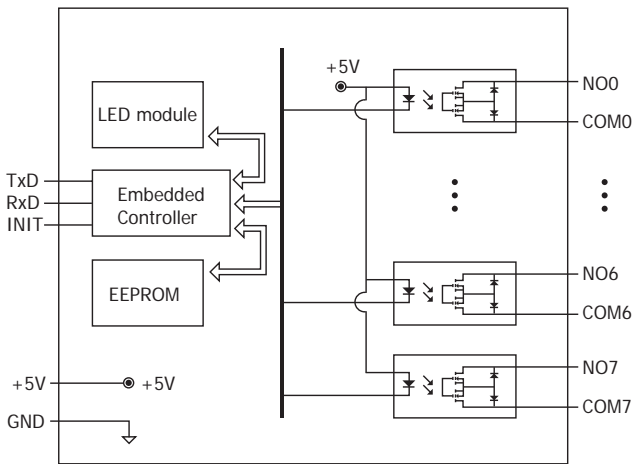 +5V
NO0
COM0
LED module
TxD
RxD
INIT
Embedded
Controller
EEPROM
NO6
COM6
NO7
COM7
+5V
+5V
GND